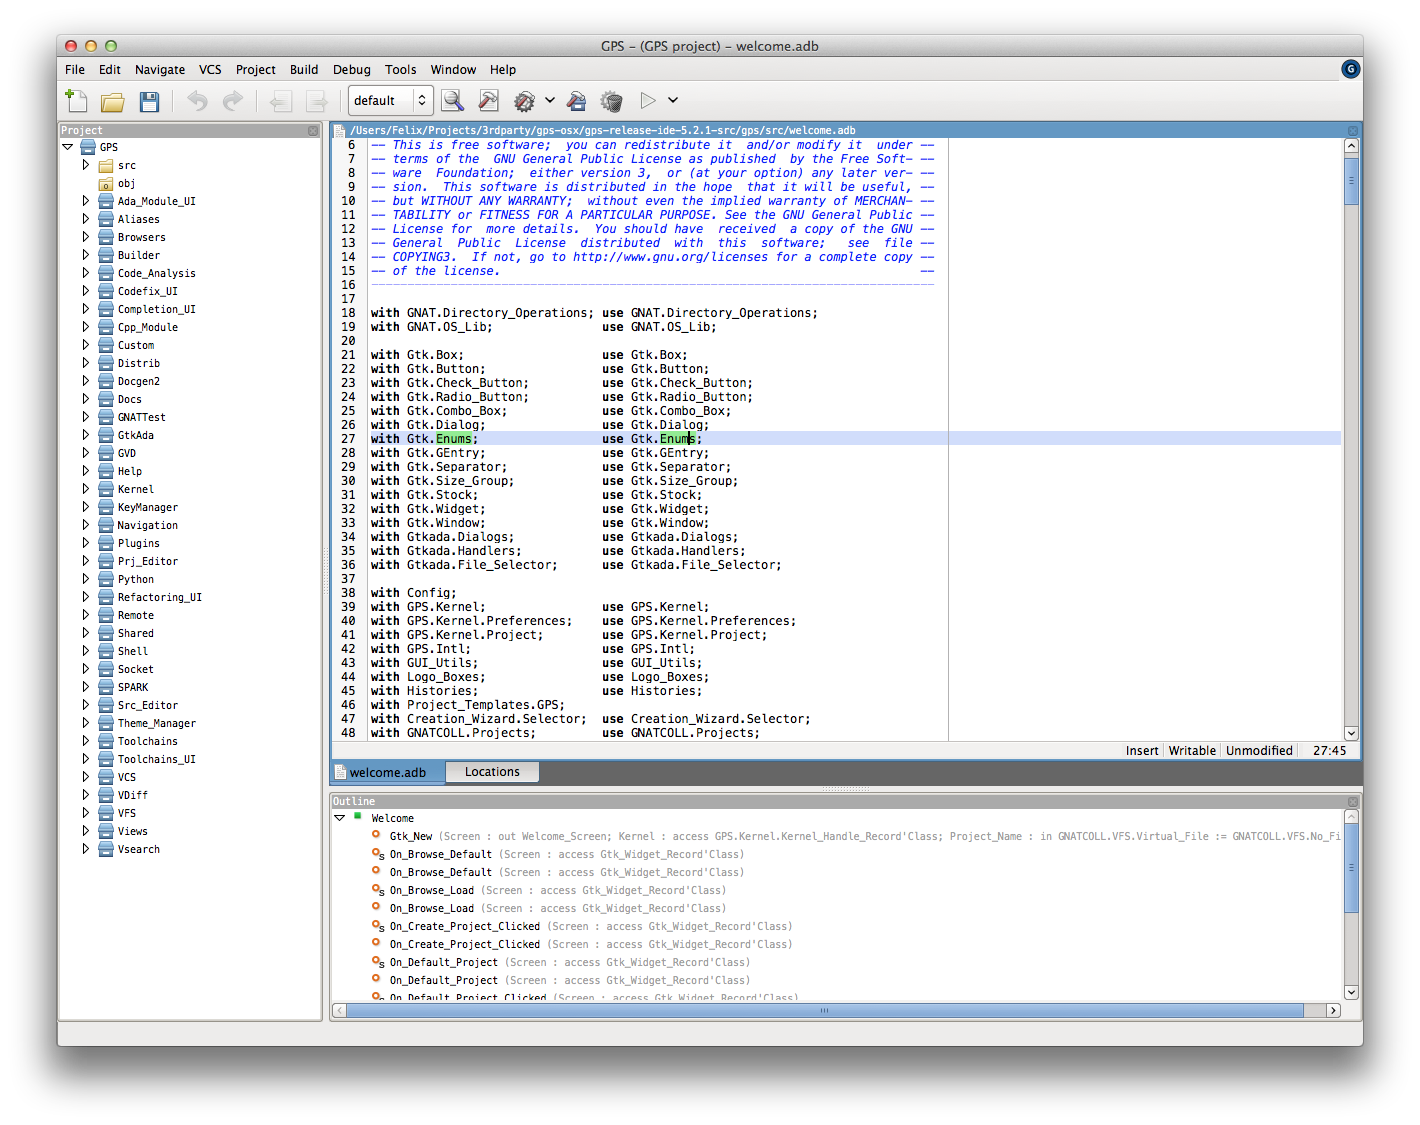 GPS – (GPS project) – welcome.adb
File Edit Navigate VCS Project Build Debug Tools Window Help
G
default
Project
GPS
src
obj
Ada_Module_UI
Aliases
Browsers
Builder
Code_Analysis
Codefix_UI
Completion_UI
Cpp_Module
Custom
Distrib
Docgen2
Docs
GNATTest
GtkAda
GVD
Help
Kernel
KeyManager
Navigation
Plugins
Prj_Editor
Python
Refactoring_UI
Remote
Shared
Shell
Socket
SPARK
Src_Editor
Theme_Manager
Toolchains
Toolchains_UI
VCS
VDiff
VFS
Views
Vsearch
/Users/Felix/Projects/3rdparty/gps-osx/gps-release-ide-5.2.1-src/gps/src/welcome.adb
6 -- This is free software;  you can redistribute it  and/or modify it  under --
7 -- terms of the  GNU General Public License as published  by the Free Soft- --
8 -- ware  Foundation;  either version 3,  or (at your option) any later ver- --
9 -- sion.  This software is distributed in the hope  that it will be useful, --
10 -- but WITHOUT ANY WARRANTY;  without even the implied warranty of MERCHAN- --
11 -- TABILITY or FITNESS FOR A PARTICULAR PURPOSE. See the GNU General Public --
12 -- License for  more details.  You should have  received  a copy of the GNU --
13 -- General  Public  License  distributed  with  this  software;   see  file --
14 -- COPYING3.  If not, go to http://www.gnu.org/licenses for a complete copy --
15 -- of the license.                                                          --
16 ------------------------------------------------------------------------------
17
18 with GNAT.Directory_Operations; use GNAT.Directory_Operations;
19 with GNAT.OS_Lib;               use GNAT.OS_Lib;
20
21 with Gtk.Box;                   use Gtk.Box;
22 with Gtk.Button;                use Gtk.Button;
23 with Gtk.Check_Button;          use Gtk.Check_Button;
24 with Gtk.Radio_Button;          use Gtk.Radio_Button;
25 with Gtk.Combo_Box;             use Gtk.Combo_Box;
26 with Gtk.Dialog;                use Gtk.Dialog;
27 with Gtk.Enums;                 use Gtk.Enums;
28 with Gtk.GEntry;                use Gtk.GEntry;
29 with Gtk.Separator;             use Gtk.Separator;
30 with Gtk.Size_Group;            use Gtk.Size_Group;
31 with Gtk.Stock;                 use Gtk.Stock;
32 with Gtk.Widget;                use Gtk.Widget;
33 with Gtk.Window;                use Gtk.Window;
34 with Gtkada.Dialogs;            use Gtkada.Dialogs;
35 with Gtkada.Handlers;           use Gtkada.Handlers;
36 with Gtkada.File_Selector;      use Gtkada.File_Selector;
37
38 with Config;
39 with GPS.Kernel;                use GPS.Kernel;
40 with GPS.Kernel.Preferences;    use GPS.Kernel.Preferences;
41 with GPS.Kernel.Project;        use GPS.Kernel.Project;
42 with GPS.Intl;                  use GPS.Intl;
43 with GUI_Utils;                 use GUI_Utils;
44 with Logo_Boxes;                use Logo_Boxes;
45 with Histories;                 use Histories;
46 with Project_Templates.GPS;
47 with Creation_Wizard.Selector;  use Creation_Wizard.Selector;
48 with GNATCOLL.Projects;         use GNATCOLL.Projects;
Insert Writable Unmodified 27:45
welcome.adb Locations
Outline
Welcome
Gtk_New (Screen : out Welcome_Screen; Kernel : access GPS.Kernel.Kernel_Handle_Record'Class; Project_Name : in GNATCOLL.VFS.Virtual_File := GNATCOLL.VFS.No_Fi
S On_Browse_Default (Screen : access Gtk_Widget_Record'Class)
On_Browse_Default (Screen : access Gtk_Widget_Record'Class)
S On_Browse_Load (Screen : access Gtk_Widget_Record'Class)
On_Browse_Load (Screen : access Gtk_Widget_Record'Class)
S On_Create_Project_Clicked (Screen : access Gtk_Widget_Record'Class)
On_Create_Project_Clicked (Screen : access Gtk_Widget_Record'Class)
S On_Default_Project (Screen : access Gtk_Widget_Record'Class)
On_Default_Project (Screen : access Gtk_Widget_Record'Class)
S On_Default_Project_Clicked (Screen : access Gtk_Widget_Record'Class)